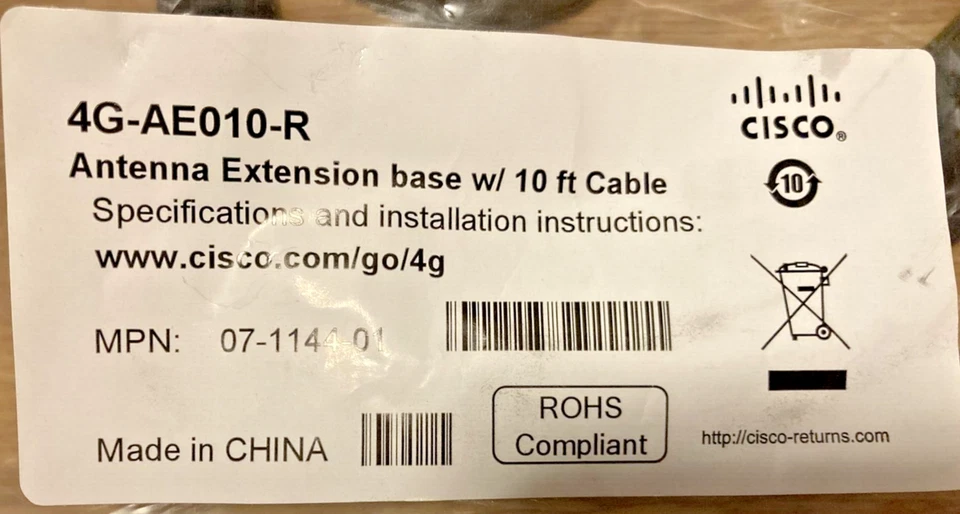 4G-AE010-R
CISCO®
Antenna Extension base w/ 10 ft Cable
10
Specifications and installation instructions:
www.cisco.com/go/4g
MPN: 07-1144-01
ROHS
Compliant
Made in CHINA
http://cisco-returns.com